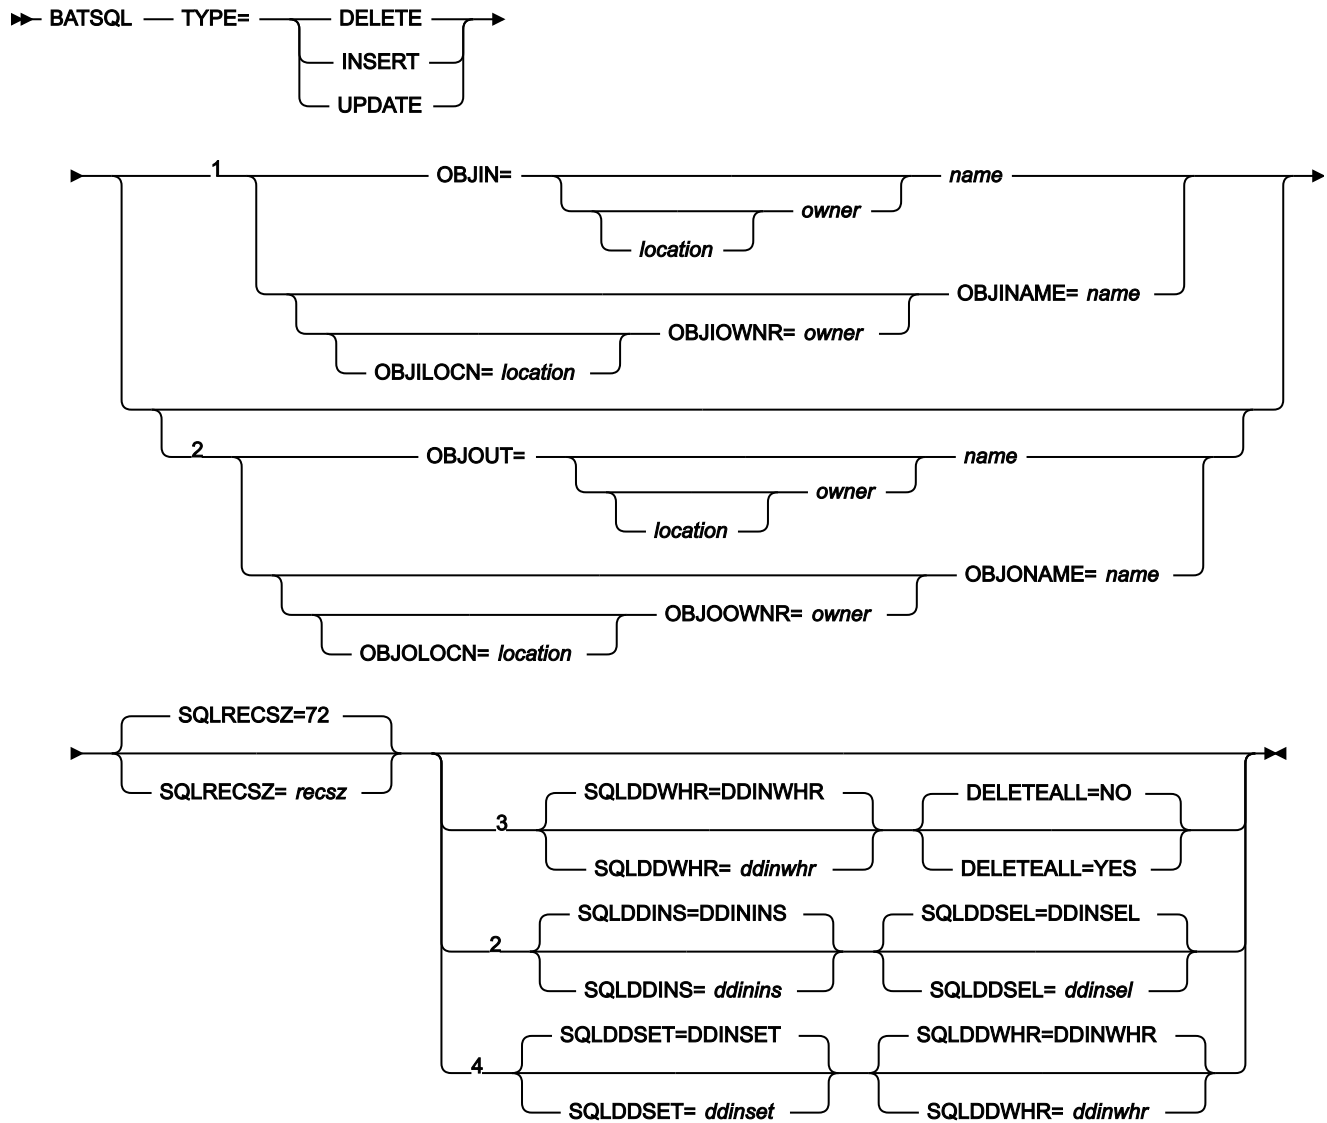 BATSQL TYPE= DELETE
INSERT
UPDATE
1 OBJIN= name
owner
location
OBJINAME= name
OBJIOWNR= owner
OBJILOCN= location
2 OBJOUT= name
owner
location
OBJONAME= name
OBJOOWNR= owner
OBJOLOCN= location
SQLRECSZ=72
SQLRECSZ= recsz
SQLDDWHR=DDINWHR DELETEALL=NO
3
SQLDDWHR= ddinwhr DELETEALL=YES
SQLDDINS=DDININS SQLDDSEL=DDINSEL
2
SQLDDINS= ddinins SQLDDSEL= ddinsel
SQLDDSET=DDINSET SQLDDWHR=DDINWHR
4
SQLDDSET= ddinset SQLDDWHR= ddinwhr